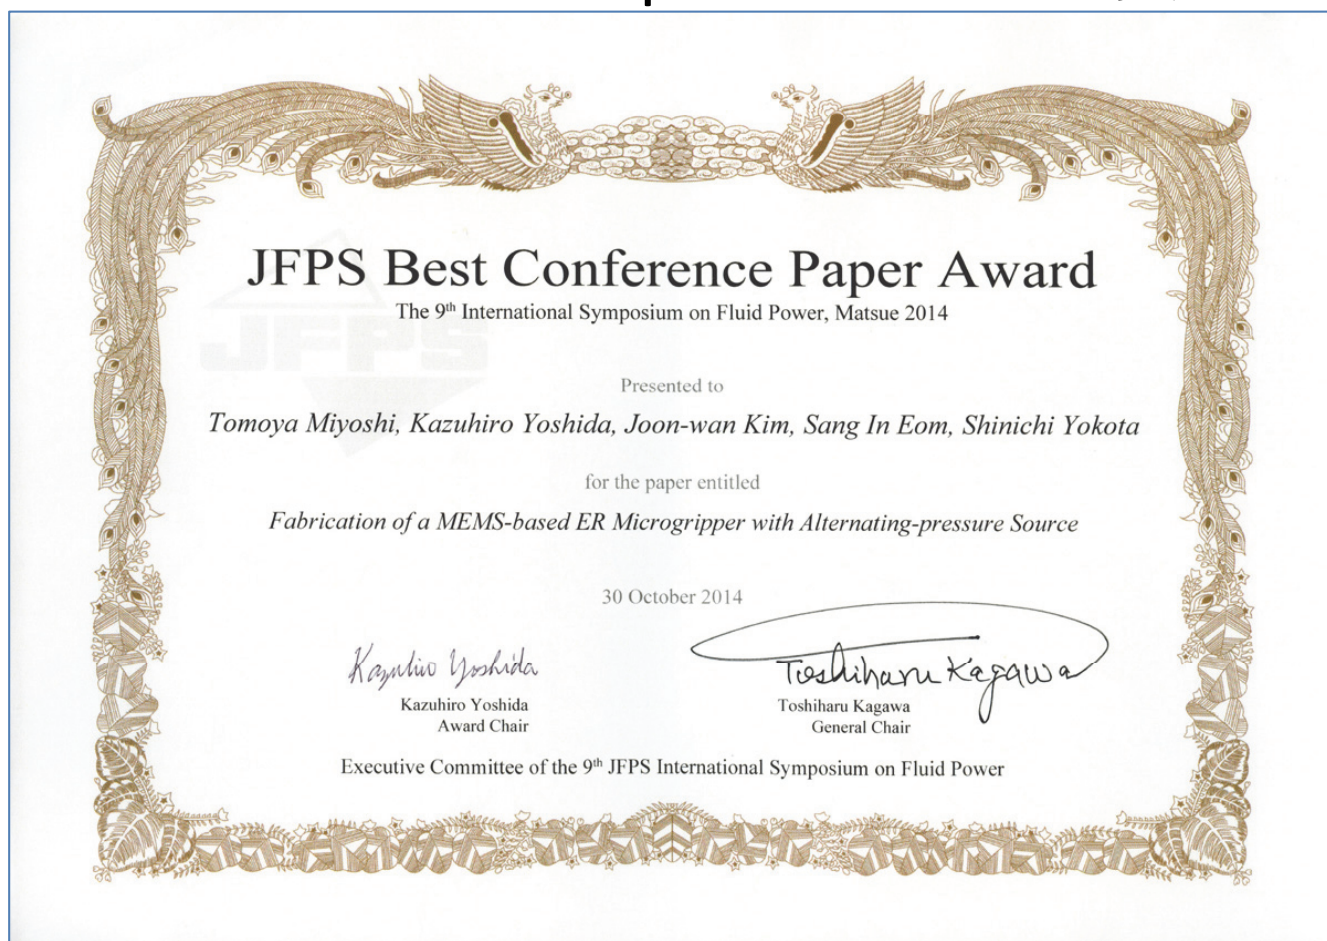 JFPS Best Conference Paper Award
The 9th International Symposium on Fluid Power, Matsue 2014
JFPS
Presented to
Tomoya Miyoshi, Kazuhiro Yoshida, Joon-wan Kim, Sang In Eom, Shinichi Yokota
for the paper entitled
Fabrication of a MEMS-based ER Microgripper with Alternating-pressure Source
30 October 2014
Kazuhiro Yoshida Toshiharu Kagawa
Kazuhiro Yoshida Toshiharu Kagawa
Award Chair General Chair
Executive Committee of the 9th JFPS International Symposium on Fluid Power